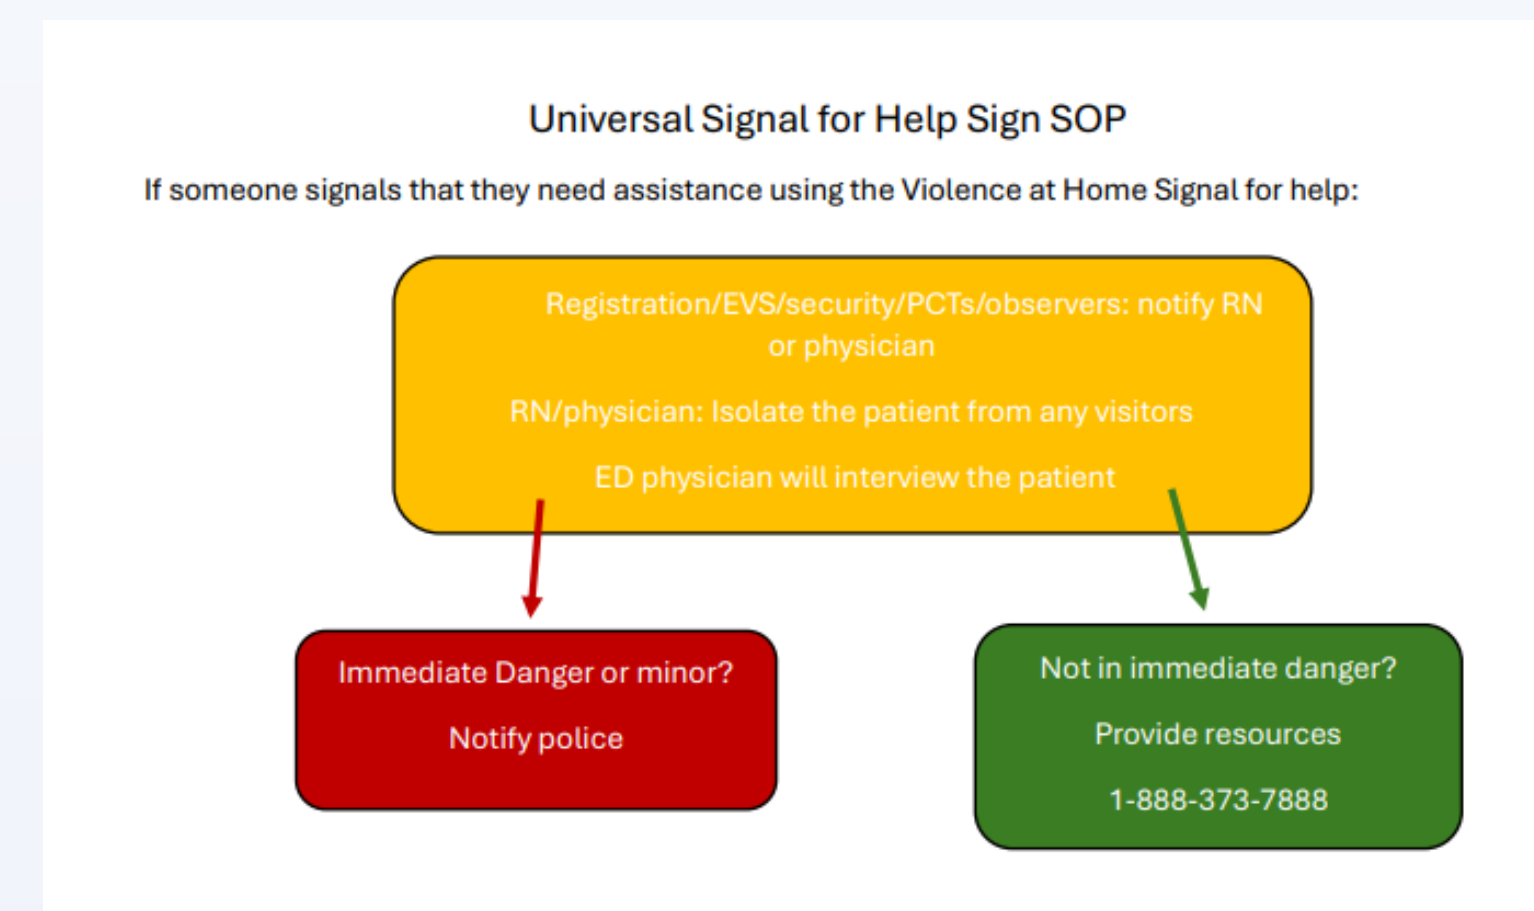 Universal Signal for Help Sign SOP
If someone signals that they need assistance using the Violence at Home Signal for help:
Registration/EVS/security/PCTs/observers: notify RN
or physician
RN/physician: Isolate the patient from any visitors
ED physician will interview the patient
Immediate Danger or minor?
Notify police
Not in immediate danger?
Provide resources
1-888-373-7888